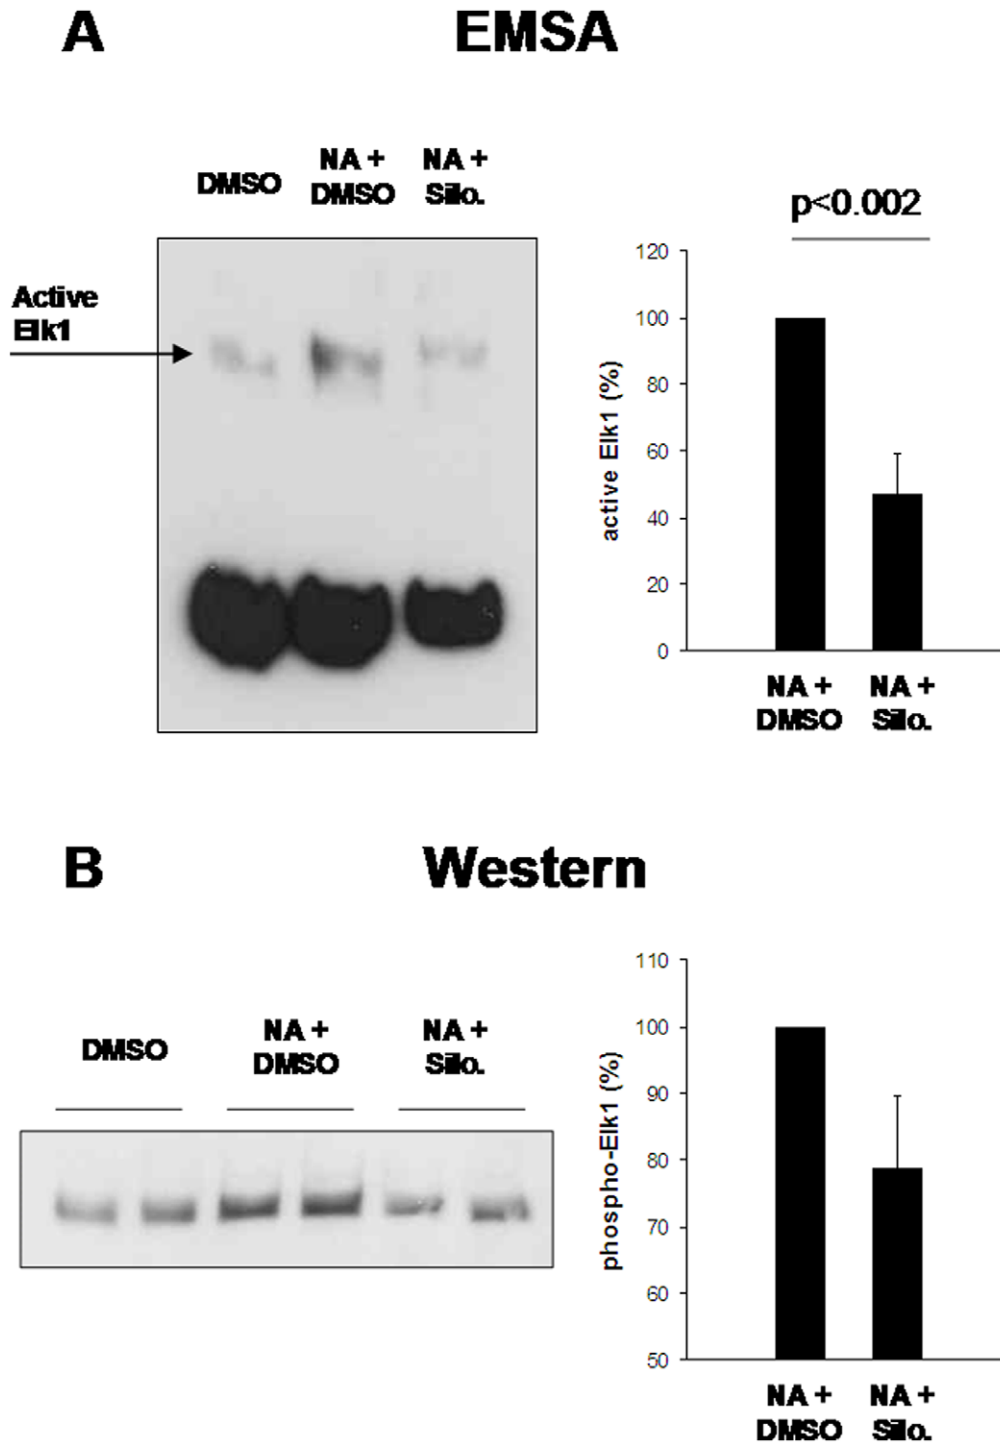 A EMSA
DMSO
NA +
DMSO
NA +
Silo.
Active
Elk1
p<0.002
120
100
80
60
40
20
0
active Elk1 (%)
NA +
DMSO
NA +
Silo.
B Western
DMSO
NA +
DMSO
NA +
Silo.
110
100
90
80
70
60
50
phospho-Elk1 (%)
NA +
DMSO
NA +
Silo.